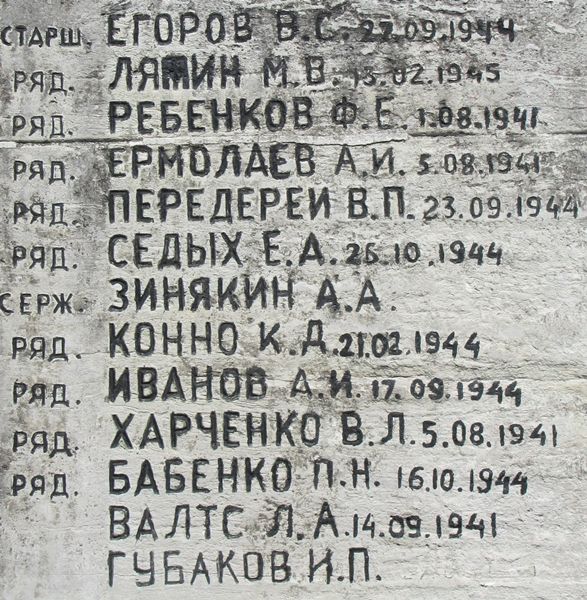 СТАРШ. ЕГОРОВ В.С. 22.09.1944
РЯД. ЛЯМИН М.В. 13.02.1945
РЯД. РЕБЕНКОВ Ф.Е. 1.08.1941
РЯД. ЕРМОЛАЕВ А.И. 5.08.1941
РЯД. ПЕРЕДЕРЕЙ В.П. 23.09.1944
РЯД. СЕДЫХ Е.А. 26.10.1944
СЕРЖ. ЗИНЯКИН А.А.
РЯД. КОННО К.Д. 21.02.1944
РЯД. ИВАНОВ А.И. 17.09.1944
РЯД. ХАРЧЕНКО В.Л. 5.08.1941
РЯД. БАБЕНКО П.Н. 16.10.1944
ВАЛТС Л.А. 14.09.1941
ГУБАКОВ И.П.